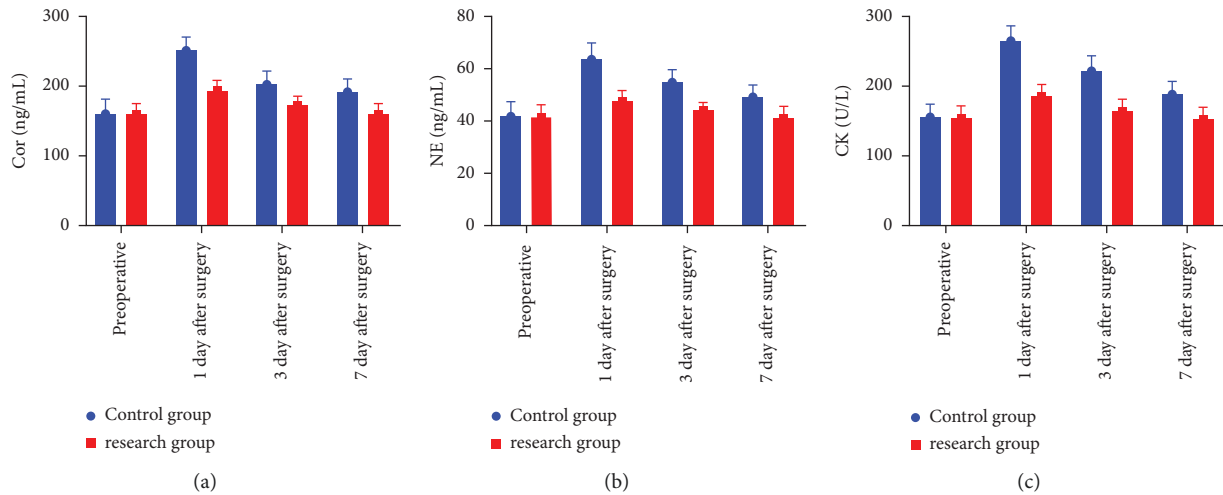 Cor (ng/mL)
300
200
100
0
Preoperative
1 day after surgery
3 day after surgery
7 day after surgery
Control group
research group
(a)
NE (ng/mL)
80
60
40
20
0
Preoperative
1 day after surgery
3 day after surgery
7 day after surgery
Control group
research group
(b)
CK (U/L)
300
200
100
0
Preoperative
1 day after surgery
3 day after surgery
7 day after surgery
Control group
research group
(c)